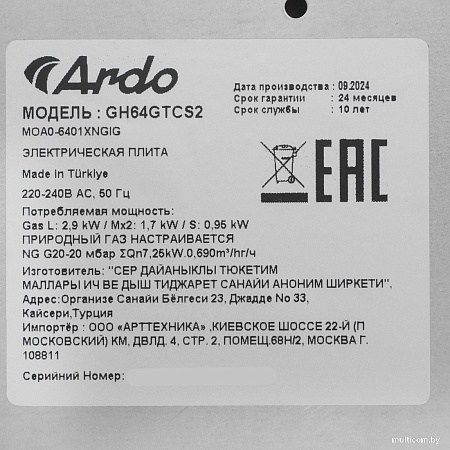 Ardo
Дата производства : 09.2024
Срок гарантии : 24 месяцев
Срок службы : 10 лет
МОДЕЛЬ : GH64GTCS2
MOA0-6401XNGIG
ЭЛЕКТРИЧЕСКАЯ ПЛИТА
Made in Türkiye
220-240В AC, 50 Гц
EAC
Потребляемая мощность:
Gas L: 2,9 kW / Mx2: 1,7 kW / S: 0,95 kW
ПРИРОДНЫЙ ГАЗ НАСТРАИВАЕТСЯ
NG G20-20 мбар ΣQn7,25kW.0,690m³/hr/ч
Изготовитель: "СЕР ДАЙАНЫКЛЫ ТЮКЕТИМ
МАЛЛАРЫ ИЧ ВЕ ДЫШ ТИДЖАРЕТ САНАЙИ АНОНИМ ШИРКЕТИ",
Адрес:Организе Санайи Бёлгеси 23, Джадде No 33,
Кайсери,Турция
Импортёр : ООО «АРТТЕХНИКА» ,КИЕВСКОЕ ШОССЕ 22-Й (П
МОСКОВСКИЙ) КМ, ДВЛД. 4, СТР. 2, ПОМЕЩ.68Н/2, МОСКВА Г.
108811
Серийний Номер:
www.multicom.by